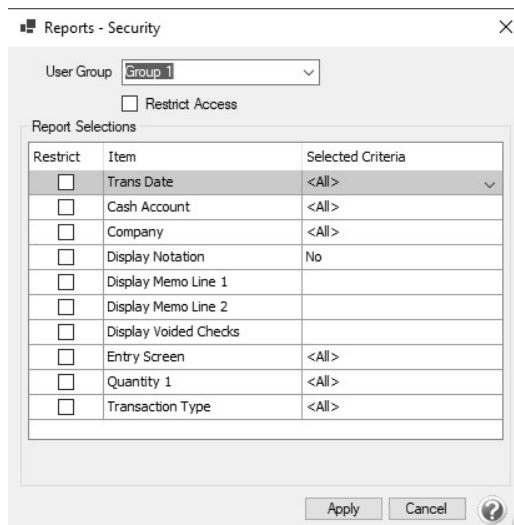 Reports - Security
User Group Group 1
Restrict Access
Report Selections
Restrict Item Selected Criteria
Trans Date <All>
Cash Account <All>
Company <All>
Display Notation No
Display Memo Line 1
Display Memo Line 2
Display Voided Checks
Entry Screen <All>
Quantity 1 <All>
Transaction Type <All>
Apply Cancel ?